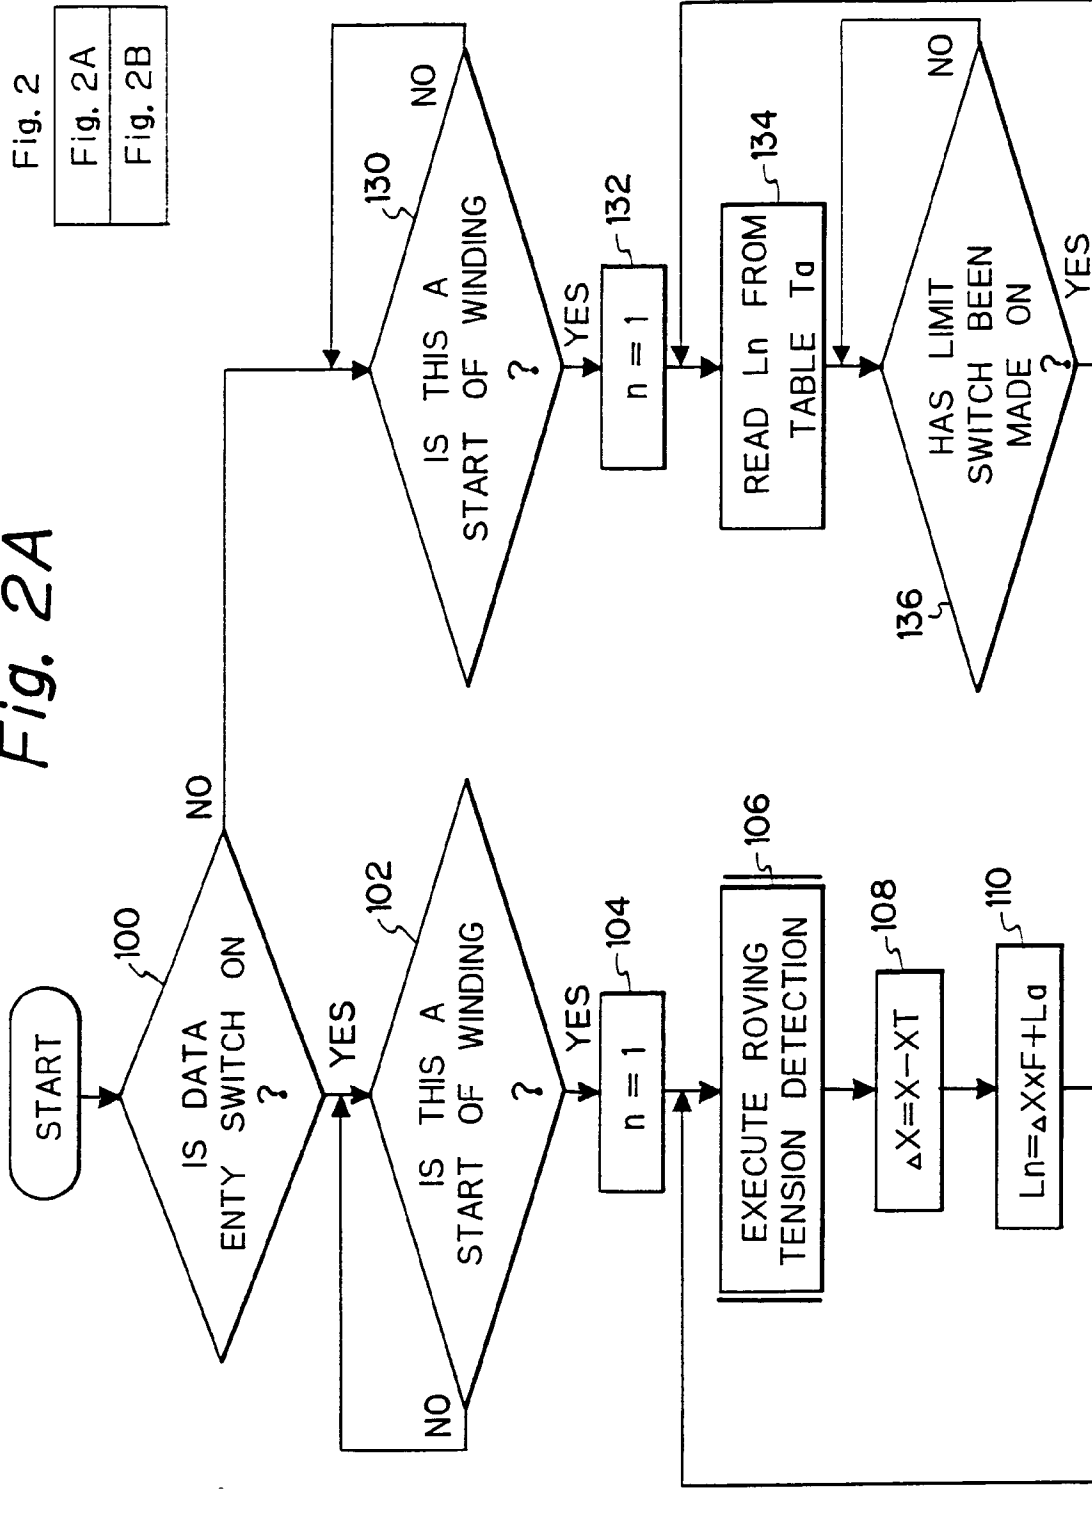 Fig. 2A
Fig. 2
Fig. 2A
Fig. 2B
START
IS DATA
ENTY SWITCH ON
?
100
NO
YES
IS THIS A
START OF WINDING
?
102
NO
YES
n = 1
104
EXECUTE ROVING
TENSION DETECTION
106
△X=X−XT
108
Ln=△X×F+La
110
IS THIS A
START OF WINDING
?
130
NO
YES
n = 1
132
READ Ln FROM
TABLE Ta
134
HAS LIMIT
SWITCH BEEN
MADE ON
?
136
NO
YES